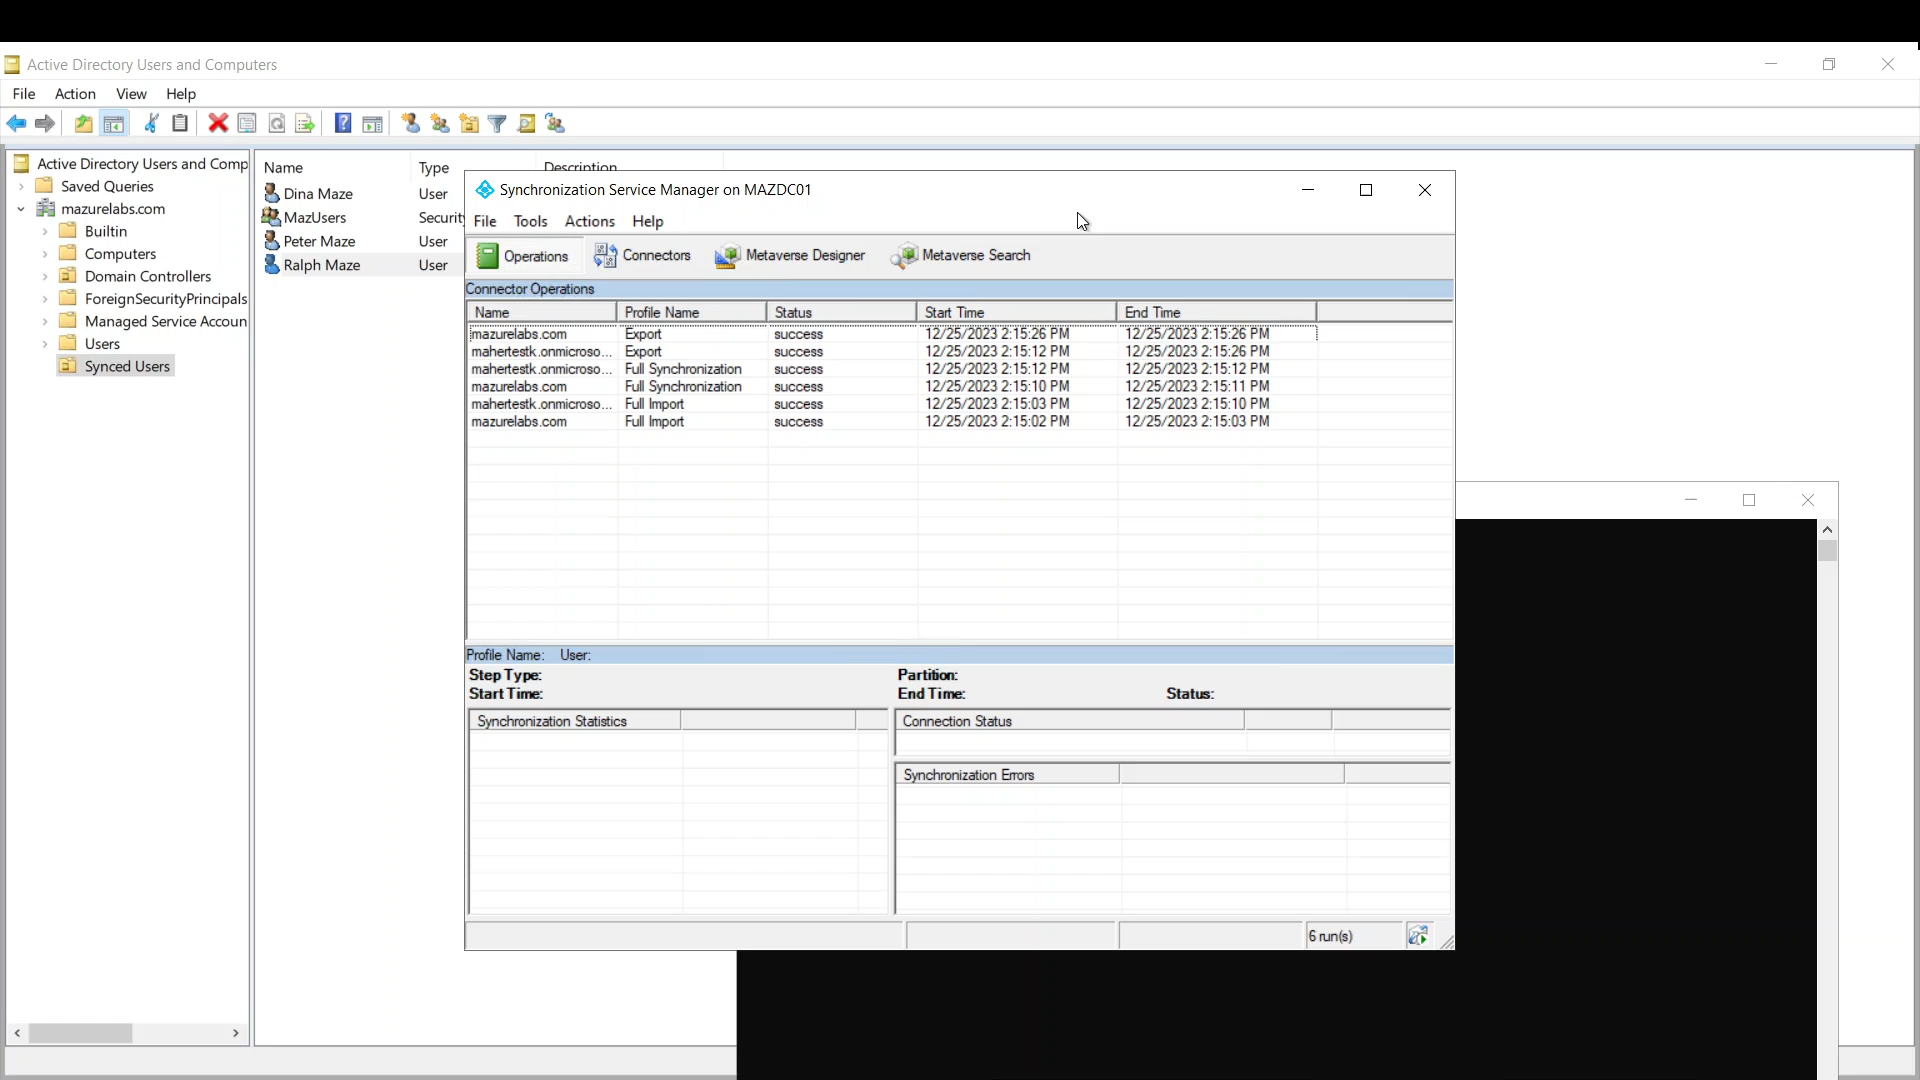 Active Directory Users and Computers
File Action View Help
Active Directory Users and Comp
Saved Queries
mazurelabs.com
Builtin
Computers
Domain Controllers
ForeignSecurityPrincipals
Managed Service Accoun
Users
Synced Users
Name Type Description
Dina Maze User
MazUsers Security
Peter Maze User
Ralph Maze User
Synchronization Service Manager on MAZDC01
File Tools Actions Help
Operations Connectors Metaverse Designer Metaverse Search
Connector Operations
Name Profile Name Status Start Time End Time
mazurelabs.com Export success 12/25/2023 2:15:26 PM 12/25/2023 2:15:26 PM
mahertestk.onmicroso... Export success 12/25/2023 2:15:12 PM 12/25/2023 2:15:26 PM
mahertestk.onmicroso... Full Synchronization success 12/25/2023 2:15:12 PM 12/25/2023 2:15:12 PM
mazurelabs.com Full Synchronization success 12/25/2023 2:15:10 PM 12/25/2023 2:15:11 PM
mahertestk.onmicroso... Full Import success 12/25/2023 2:15:03 PM 12/25/2023 2:15:10 PM
mazurelabs.com Full Import success 12/25/2023 2:15:02 PM 12/25/2023 2:15:03 PM
Profile Name: User:
Step Type: Partition:
Start Time: End Time: Status:
Synchronization Statistics Connection Status
Synchronization Errors
6 run(s)